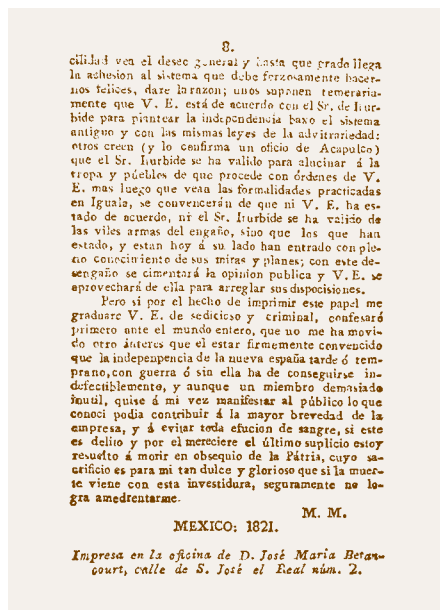 8.
cilidad vea el deseo general y hasta que grado llega
la adhesion al sistema que debe forzosamente hacer-
nos felices, daze la razon; unos suponen temeraria-
mente que V. E. está de acuerdo con el Sr. de Itur-
bide para plantear la independencia baxo el sistema
antiguo y con las mismas leyes de la advitrariedad:
otros creen (y lo confirma un oficio de Acapulco)
que el Sr. Iturbide se ha valido para alucinar á la
tropa y púeblos de que procede con órdenes de V.
E. mas luego que vean las formalidades practicadas
en Iguala, se convencerán de que ni V. E. ha es-
tado de acuerdo, ni el Sr. Iturbide se ha valido de
las viles armas del engaño, sino que los que han
estado, y estan hoy á su lado han entrado con ple-
no conocimiento de sus miras y planes; con este de-
sengaño se cimentará la opinion publica y V. E. se
aprovechará de ella para arreglar sus disposiciones.
Pero si por el hecho de imprimir este papel me
graduare V. E. de sedicioso y criminal, confesaré
primero ante el mundo entero, que no me ha movi-
do otro interes que el estar firmemente convencido
que la indepenpencia de la nueva españa tarde ó tem-
prano, con guerra ó sin ella ha de conseguirse in-
defectiblemente, y aunque un miembro demasiado
inutil, quise á mi vez manifestar al público lo que
conoci podia contribuir á la mayor brevedad de la
empresa, y á evitar toda efucion de sangre, si este
es delito y por el mereciere el último suplicio estoy
resuelto á morir en obsequio de la Pátria, cuyo sa-
crificio es para mi tan dulce y glorioso que si la muer-
te viene con esta investidura, seguramente no lo-
gra amedrentarme.
M. M.
MEXICO: 1821.
Impresa en la oficina de D. José Maria Betan-
court, calle de S. José el Real núm. 2.